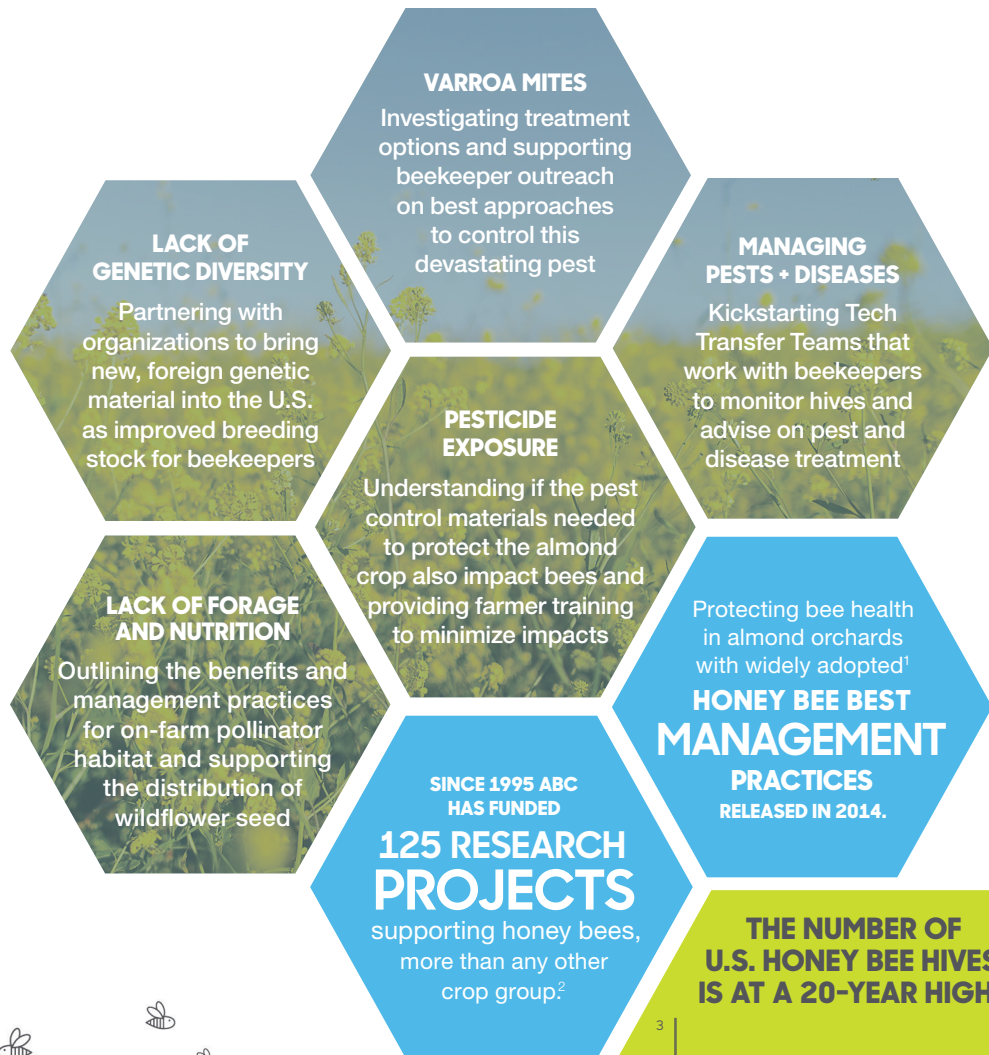 VARROA MITES
Investigating treatment
options and supporting
beekeeper outreach
on best approaches
to control this
devastating pest
LACK OF
GENETIC DIVERSITY
Partnering with
organizations to bring
new, foreign genetic
material into the U.S.
as improved breeding
stock for beekeepers
MANAGING
PESTS + DISEASES
Kickstarting Tech
Transfer Teams that
work with beekeepers
to monitor hives and
advise on pest and
disease treatment
PESTICIDE
EXPOSURE
Understanding if the pest
control materials needed
to protect the almond
crop also impact bees and
providing farmer training
to minimize impacts
LACK OF FORAGE
AND NUTRITION
Outlining the benefits and
management practices
for on-farm pollinator
habitat and supporting
the distribution of
wildflower seed
Protecting bee health
in almond orchards
with widely adopted¹
HONEY BEE BEST
MANAGEMENT
PRACTICES
RELEASED IN 2014.
SINCE 1995 ABC
HAS FUNDED
125 RESEARCH
PROJECTS
supporting honey bees,
more than any other
crop group.²
THE NUMBER OF
U.S. HONEY BEE HIVES
IS AT A 20-YEAR HIGH
3